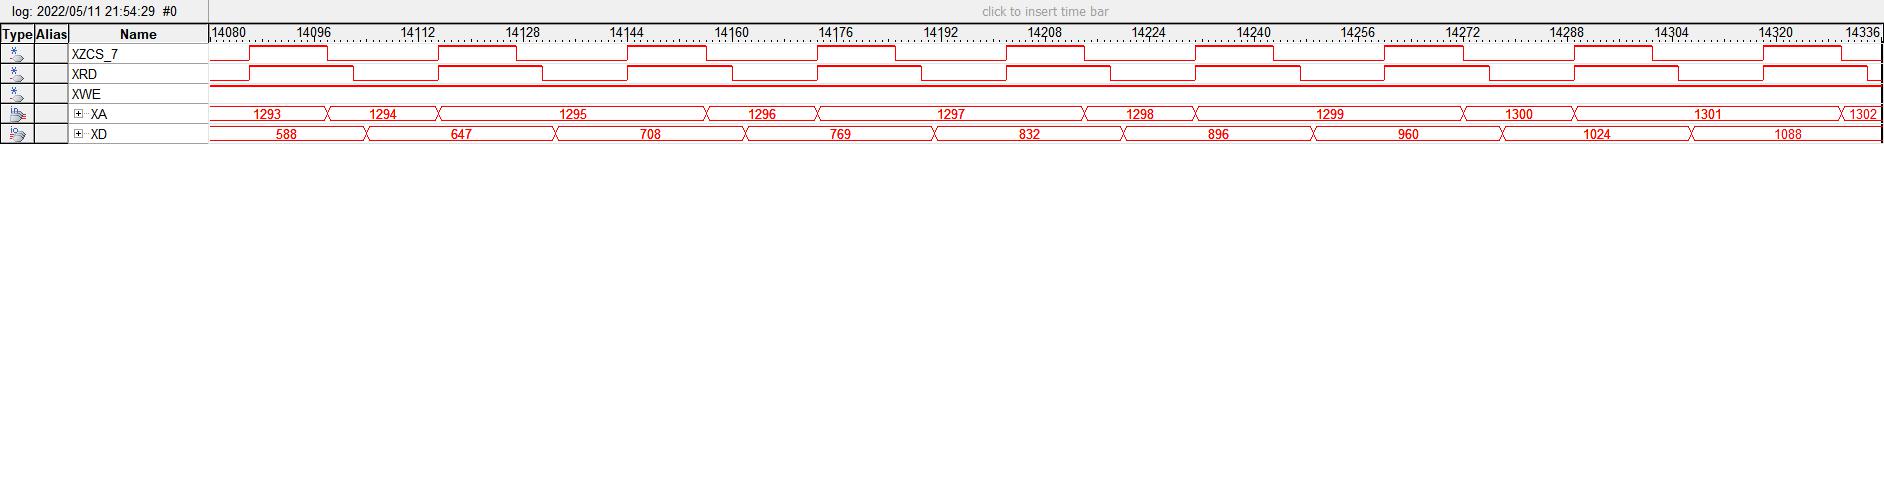 log: 2022/05/11 21:54:29 #0 click to insert time bar
Type Alias Name 14080 14096 14112 14128 14144 14160 14176 14192 14208 14224 14240 14256 14272 14288 14304 14320 14336
XZCS_7
XRD
XWE
XA 1293 1294 1295 1296 1297 1298 1299 1300 1301 1302
XD 588 647 708 769 832 896 960 1024 1088